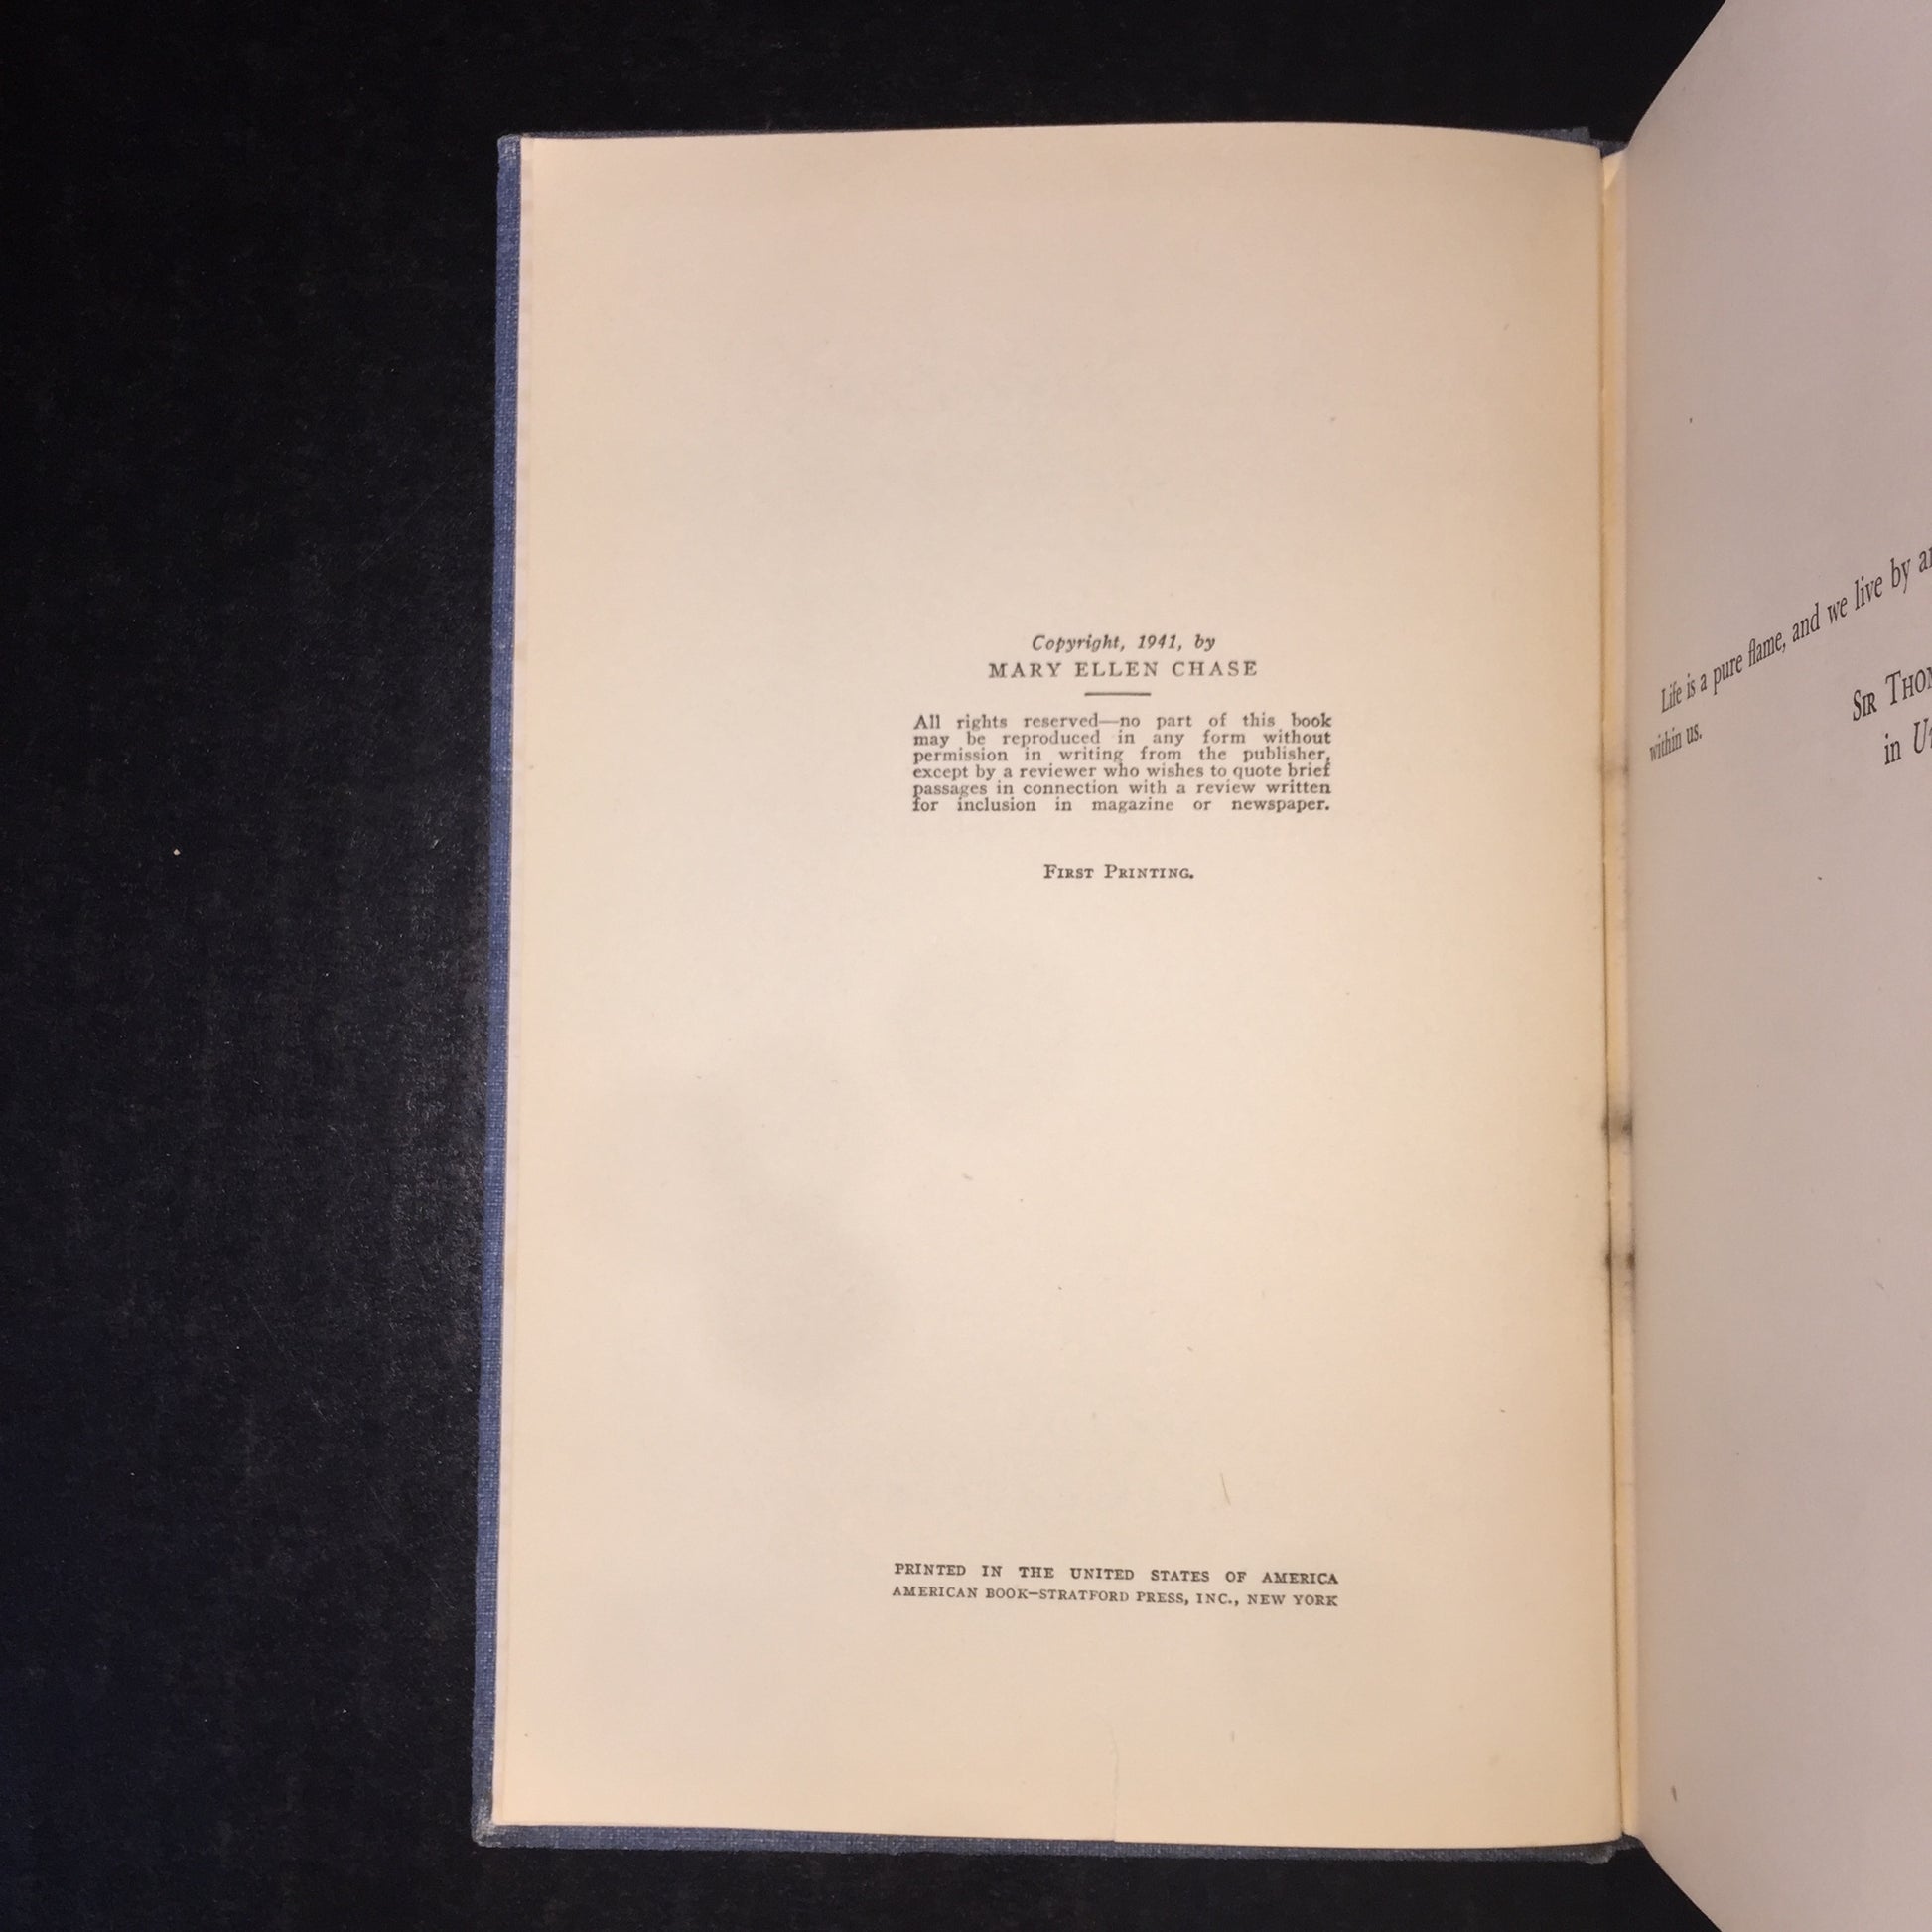 Copyright, 1941, by
MARY ELLEN CHASE
All rights reserved—no part of this book
may be reproduced in any form without
permission in writing from the publisher,
except by a reviewer who wishes to quote brief
passages in connection with a review written
for inclusion in magazine or newspaper.
First Printing.
PRINTED IN THE UNITED STATES OF AMERICA
AMERICAN BOOK—STRATFORD PRESS, INC., NEW YORK
Life is a pure flame, and we live by
within us.
Sir
in